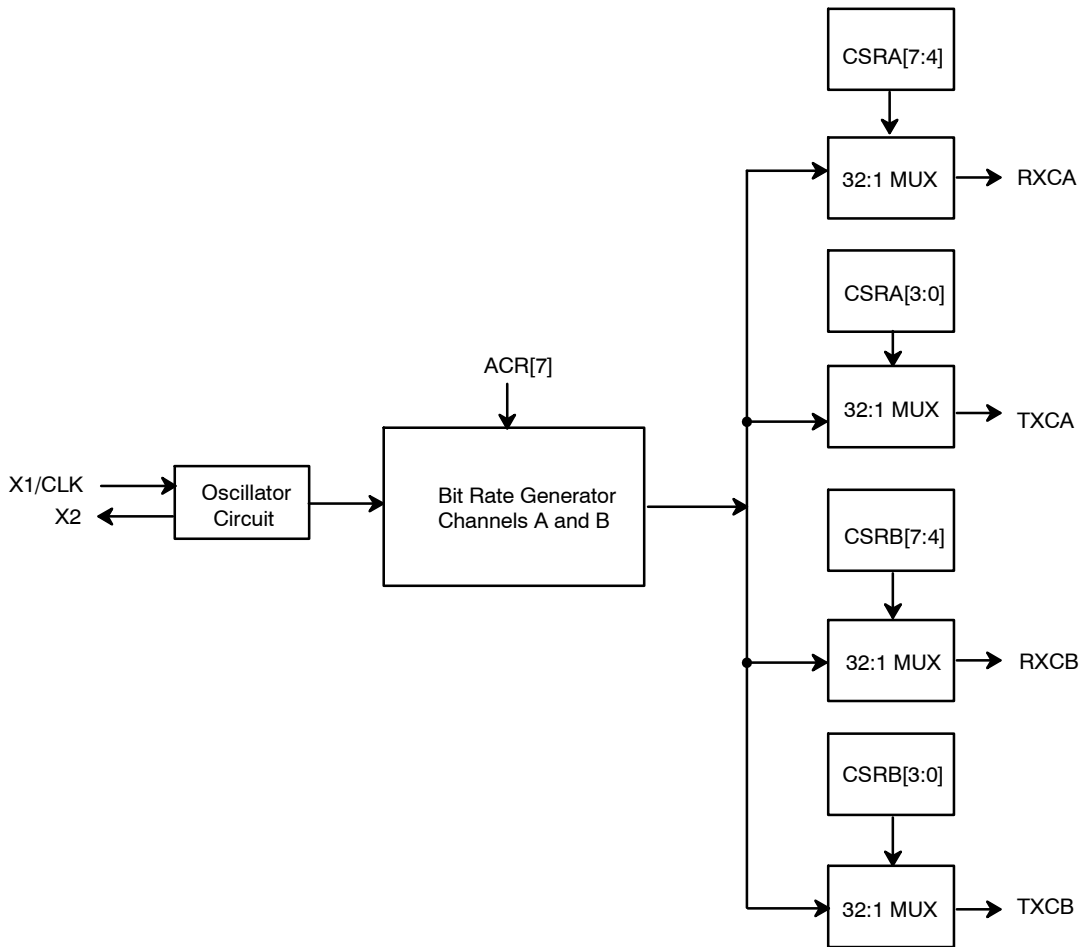 CSRA[7:4]
32:1 MUX
RXCA
CSRA[3:0]
ACR[7]
32:1 MUX
TXCA
X1/CLK
X2
Oscillator
Circuit
Bit Rate Generator
Channels A and B
CSRB[7:4]
32:1 MUX
RXCB
CSRB[3:0]
32:1 MUX
TXCB